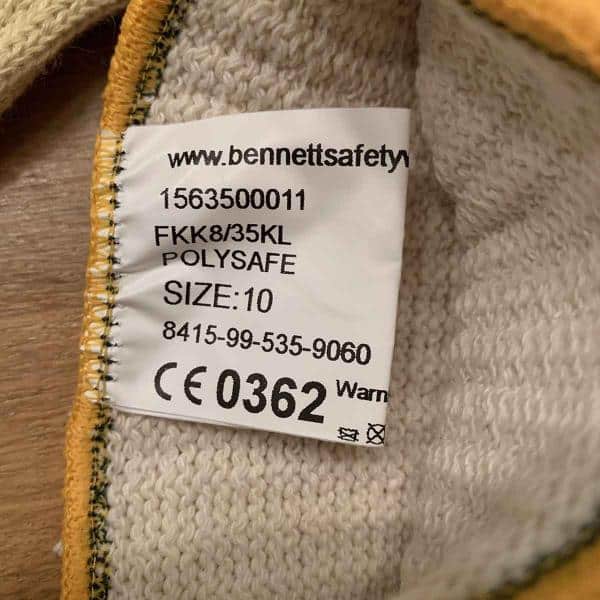 www.bennettsafetyw
1563500011
FKK8/35KL
POLYSAFE
SIZE:10
8415-99-535-9060
CE 0362 Warn